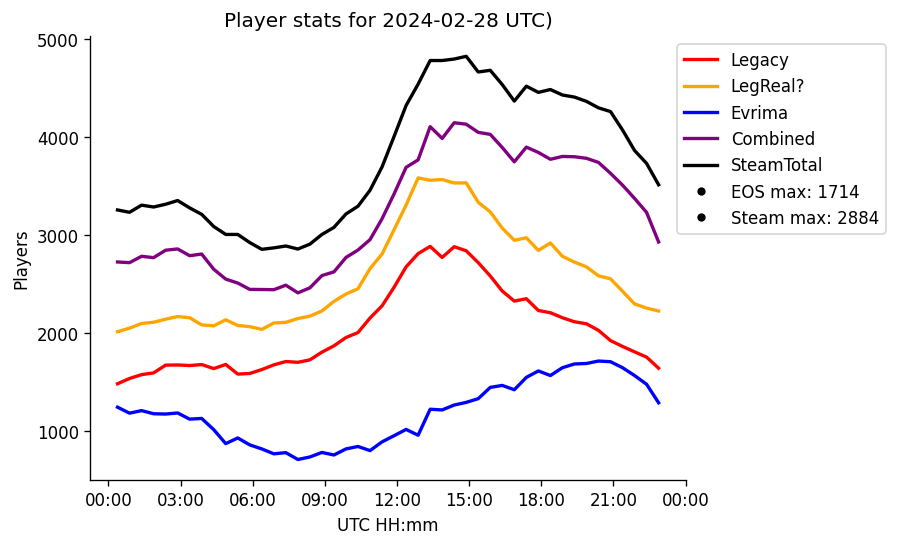 Player stats for 2024-02-28 UTC)
5000
4000
3000
2000
1000
Players
00:00 03:00 06:00 09:00 12:00 15:00 18:00 21:00 00:00
UTC HH:mm
Legacy
LegReal?
Evrima
Combined
SteamTotal
EOS max: 1714
Steam max: 2884